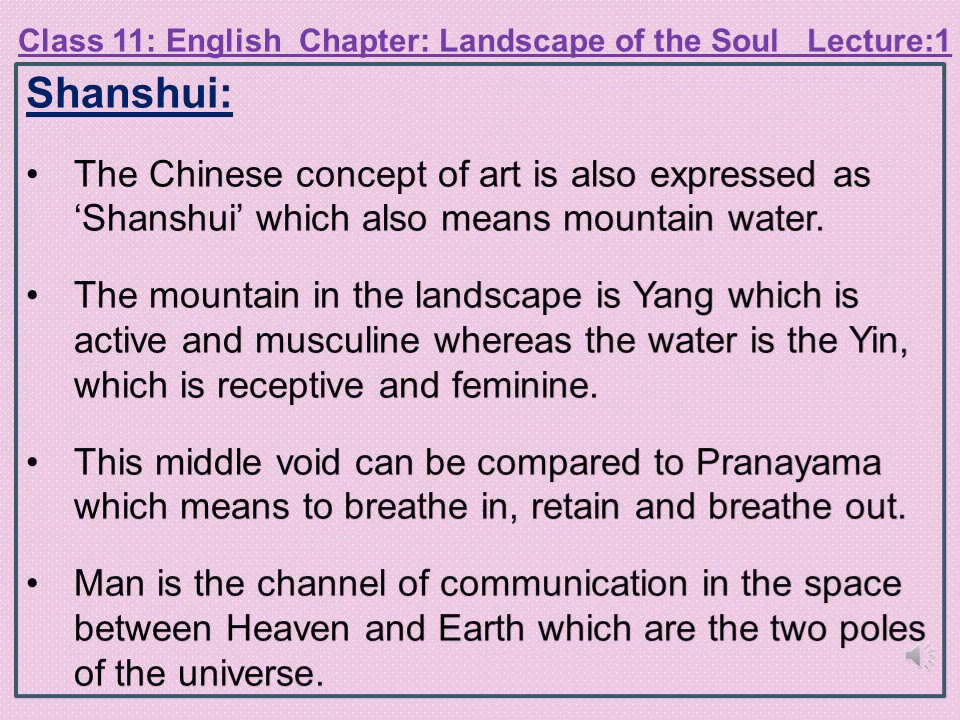 Class 11: English  Chapter: Landscape of the Soul   Lecture:1
Shanshui:
• The Chinese concept of art is also expressed as
‘Shanshui’ which also means mountain water.
• The mountain in the landscape is Yang which is
active and musculine whereas the water is the Yin,
which is receptive and feminine.
• This middle void can be compared to Pranayama
which means to breathe in, retain and breathe out.
• Man is the channel of communication in the space
between Heaven and Earth which are the two poles
of the universe.